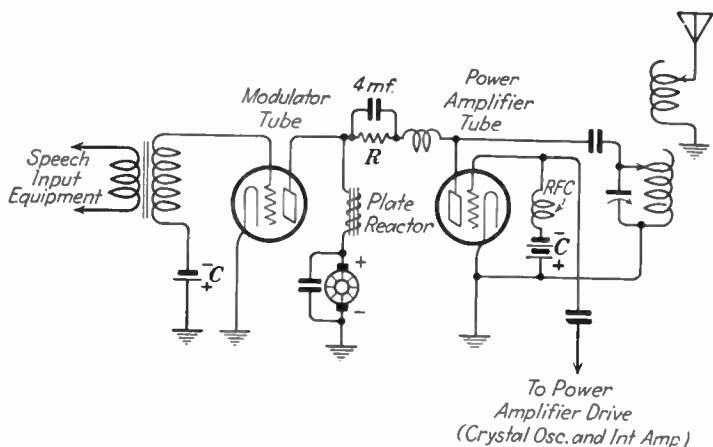 4 mf.
Modulator
Tube
Power
Amplifier
Tube
Speech
Input
Equipment
R
Plate
Reactor
RFC
- C
+
+
-
- C
+
To Power
Amplifier Drive
(Crystal Osc. and Int Amp.)